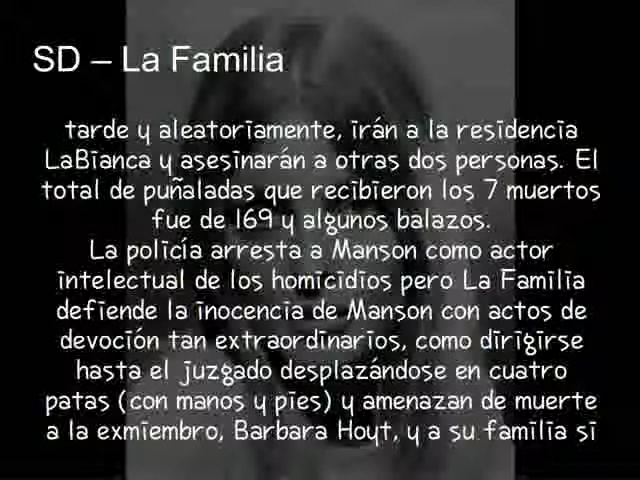 SD – La Familia
tarde y aleatoriamente, irán a la residencia
LaBianca y asesinarán a otras dos personas. El
total de puñaladas que recibieron los 7 muertos
fue de 169 y algunos balazos.
La policía arresta a Manson como actor
intelectual de los homicidios pero La Familia
defiende la inocencia de Manson con actos de
devoción tan extraordinarios, como dirigirse
hasta el juzgado desplazándose en cuatro
patas (con manos y pies) y amenazan de muerte
a la exmiembro, Barbara Hoyt, y a su familia si